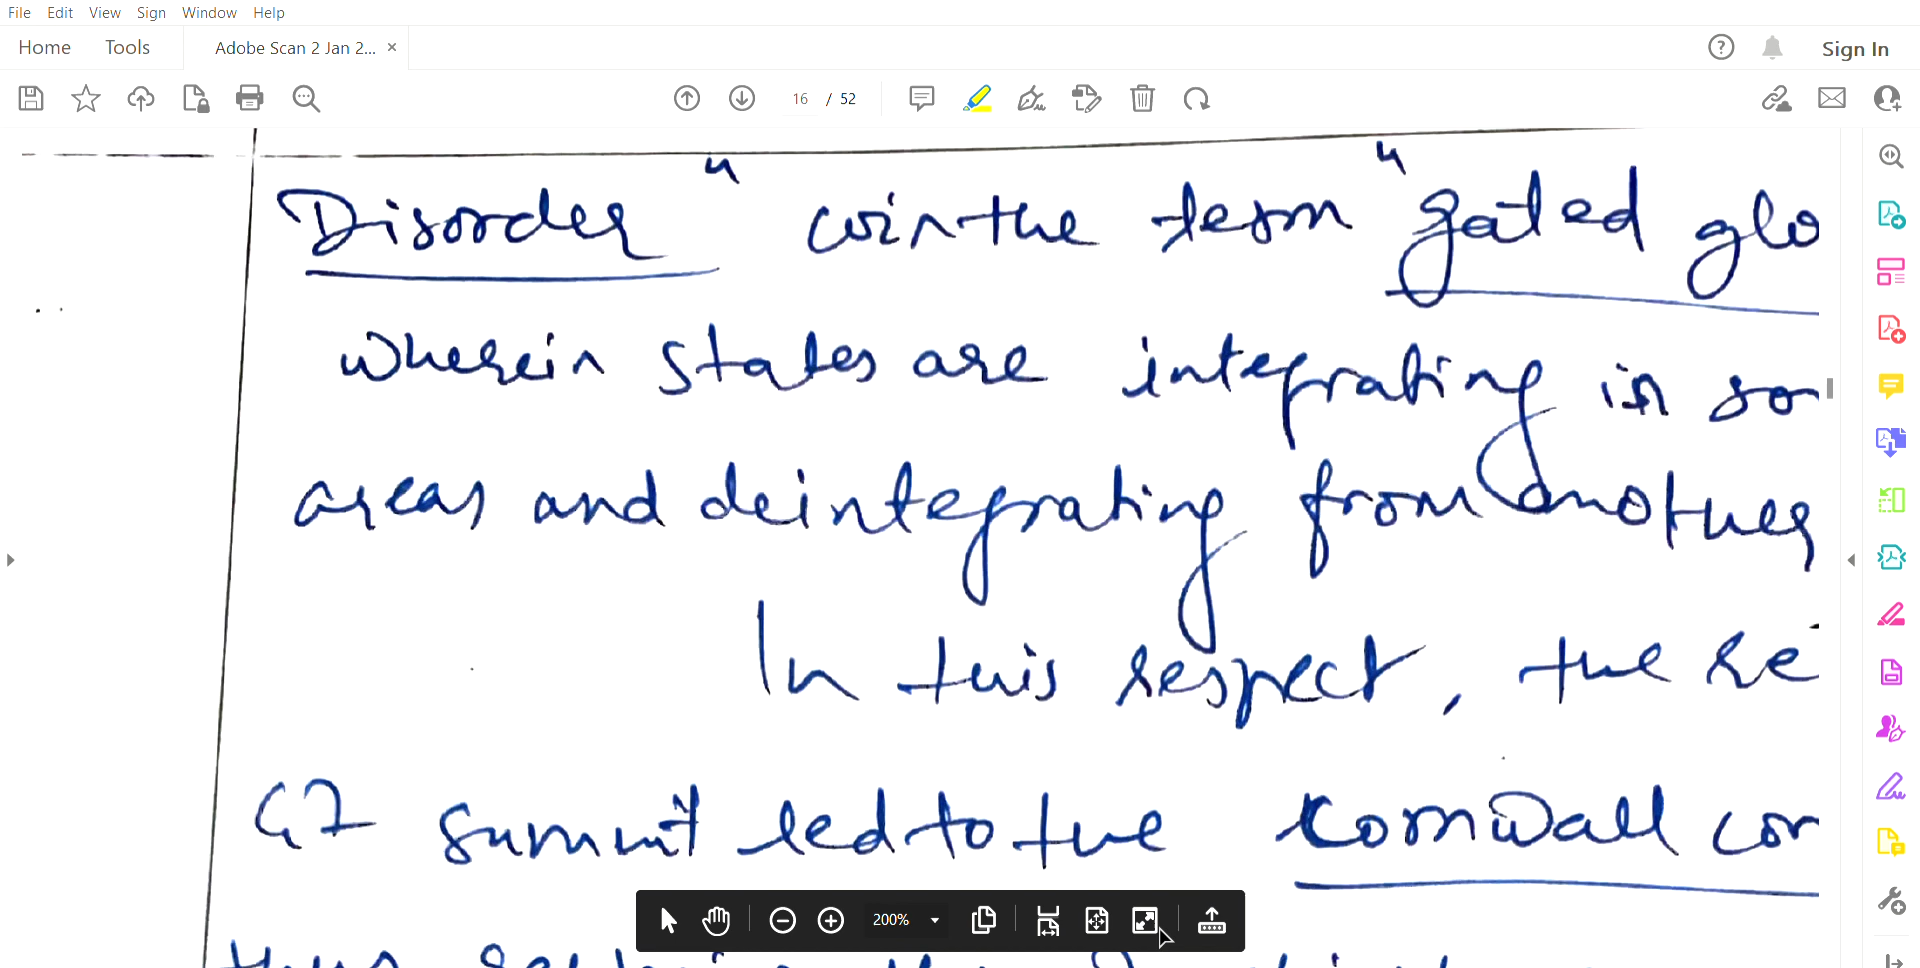 File Edit View Sign Window Help
Home Tools Adobe Scan 2 Jan 2... × Sign In
16 / 52
Disorder" coin the term "gated glo
wherein states are integrating in so
areas and deintegrating from another
In this respect, the re
G7 summit led to the Cornwall con
200%
thus